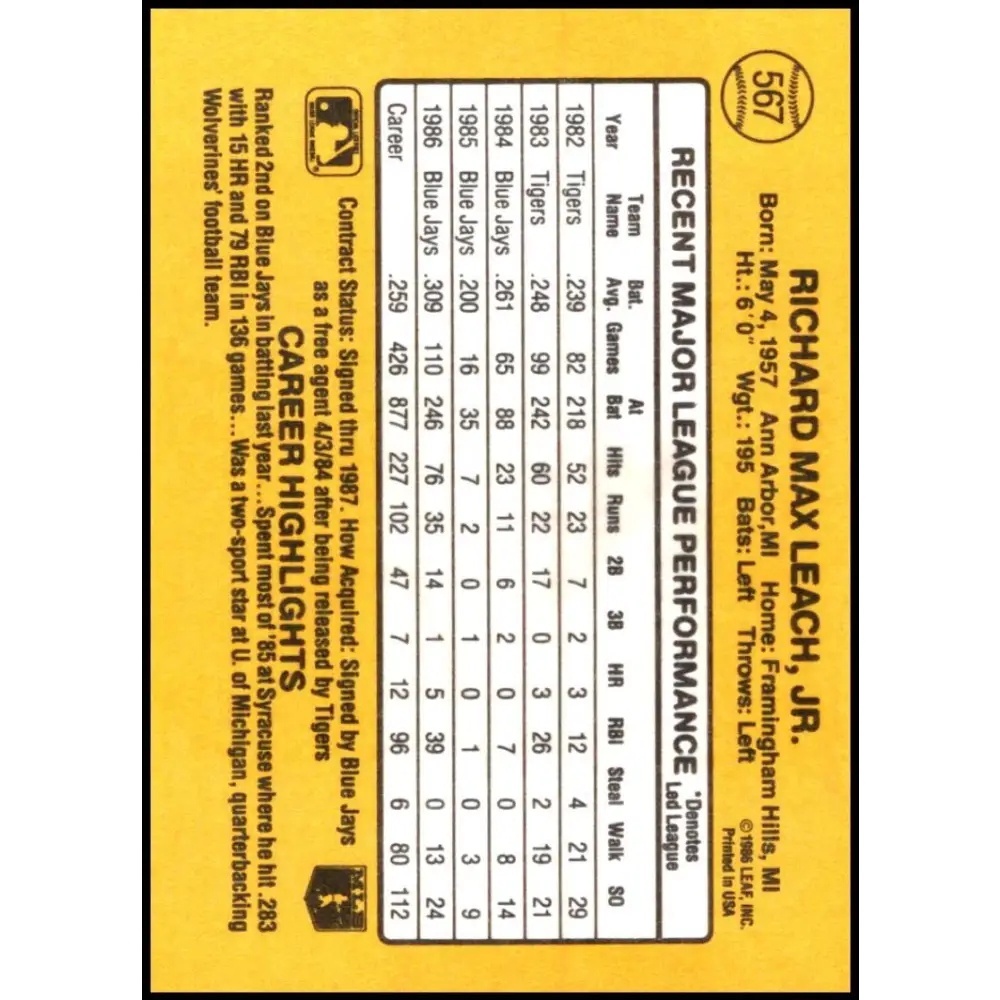 567
RICHARD MAX LEACH, JR.
Born: May 4, 1957 Ann Arbor,MI Home: Framingham Hills, MI
Ht.: 6'0" Wgt.: 195 Bats: Left Throws: Left
©1986 LEAF, INC.
Printed in USA
RECENT MAJOR LEAGUE PERFORMANCE *Denotes Led League
Year Team Name Bat. Avg. Games At Bat Hits Runs 2B 3B HR RBI Steal Walk SO
1982 Tigers .239 82 218 52 23 7 2 3 12 4 21 29
1983 Tigers .248 99 242 60 22 17 0 3 26 2 19 21
1984 Blue Jays .261 65 88 23 11 6 2 0 7 0 8 14
1985 Blue Jays .200 16 35 7 2 0 1 0 1 0 3 9
1986 Blue Jays .309 110 246 76 35 14 1 5 39 0 13 24
Career .259 426 877 227 102 47 7 12 96 6 80 112
Contract Status: Signed thru 1987. How Acquired: Signed by Blue Jays
as a free agent 4/3/84 after being released by Tigers
MLB
CAREER HIGHLIGHTS
Ranked 2nd on Blue Jays in batting last year...Spent most of '85 at Syracuse where he hit .283
with 15 HR and 79 RBI in 136 games...Was a two-sport star at U. of Michigan, quarterbacking
Wolverines' football team.